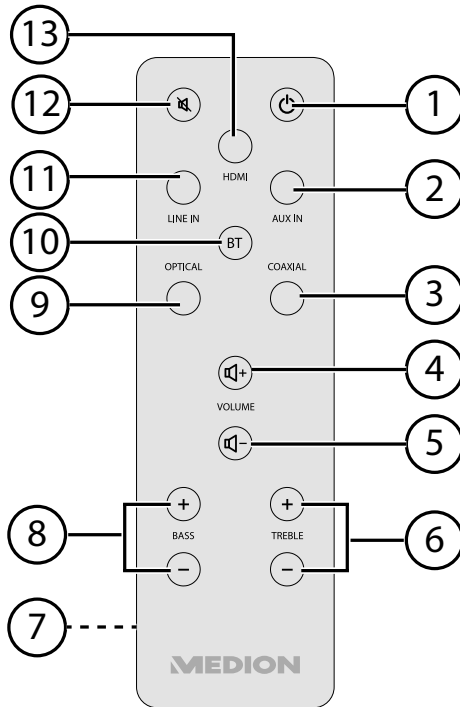 13
12
1
HDMI
11
2
LINE IN
AUX IN
10
BT
OPTICAL
COAXIAL
9
3
+
4
VOLUME
-
5
+
+
8
BASS
TREBLE
6
-
-
7
MEDION